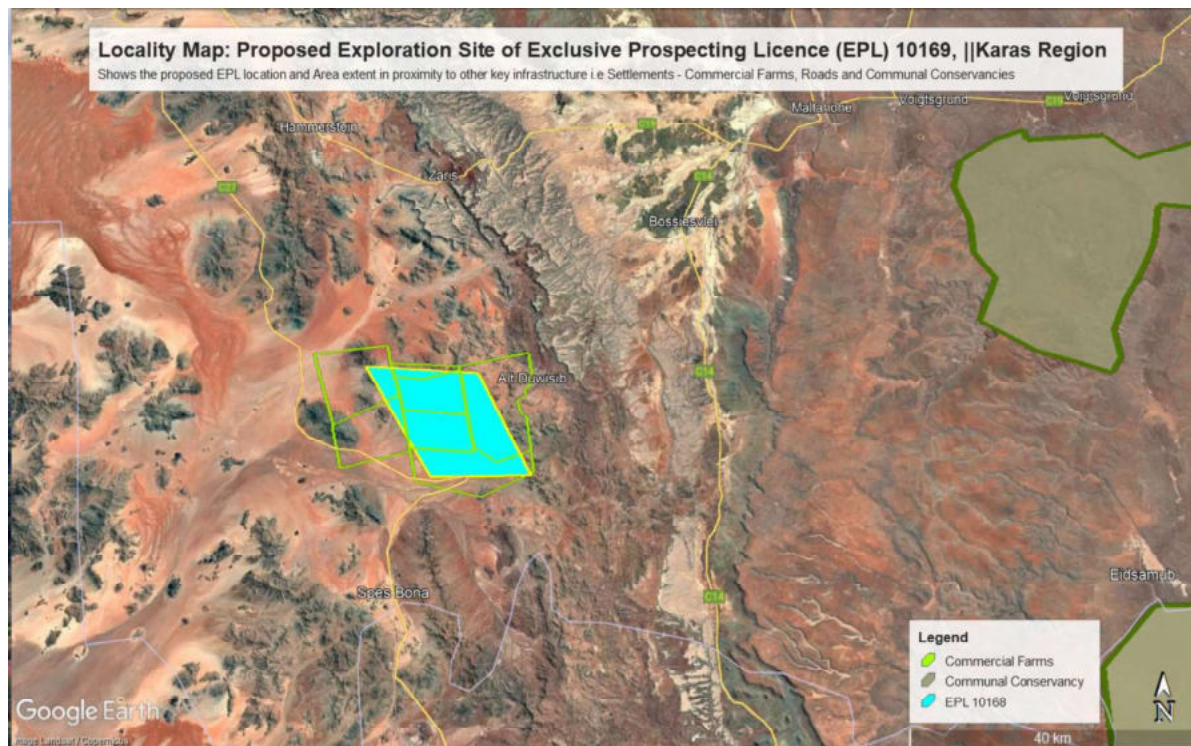 Locality Map: Proposed Exploration Site of Exclusive Prospecting Licence (EPL) 10169, ||Karas Region
Shows the proposed EPL location and Area extent in proximity to other key infrastructure i.e Settlements - Commercial Farms, Roads and Communal Conservancies
Voigtsgrund
Voigtsgrund
C19
Maltahöhe
Hammerstein
C19
Zaris
C14
C27
Bossiesvlei
C14
Alt Duwisib
Eidsamub
Spes Bona
C14
Legend
Commercial Farms
Communal Conservancy
EPL 10168
N
Google Earth
Image Landsat / Copernicus
40 km